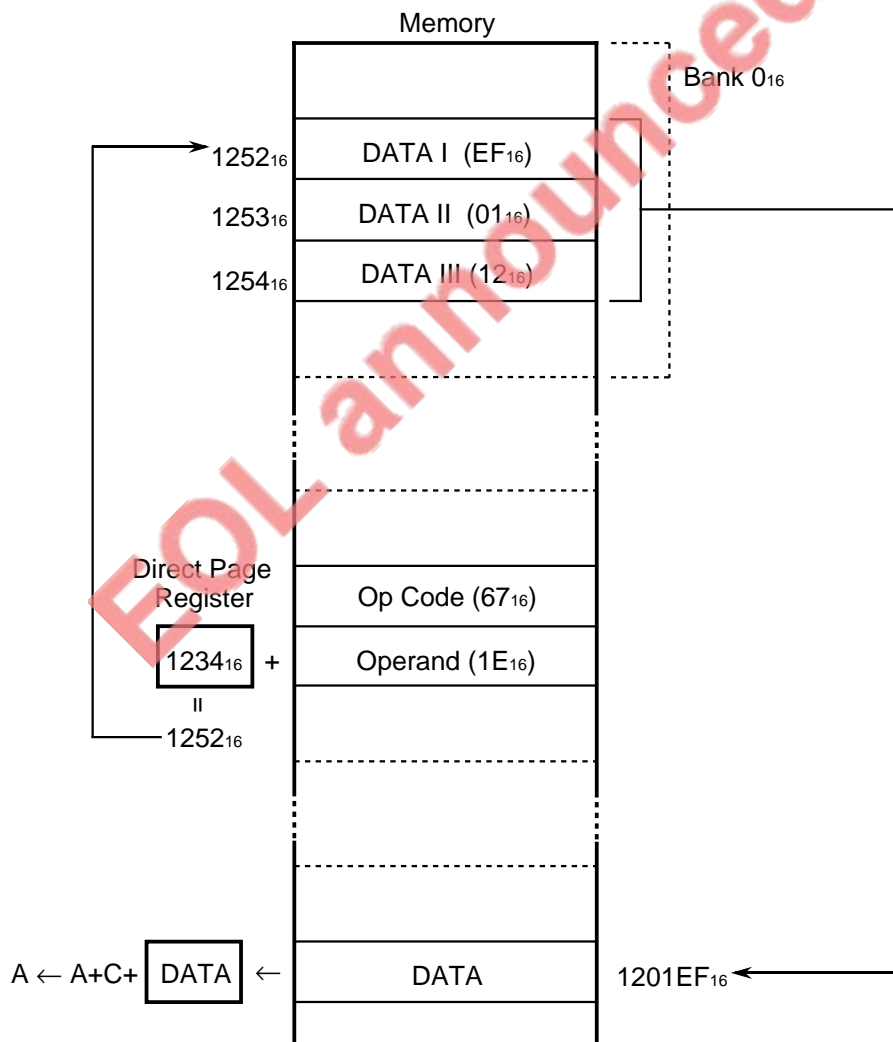 Memory
Bank 0₁₆
1252₁₆ DATA I (EF₁₆)
1253₁₆ DATA II (01₁₆)
1254₁₆ DATA III (12₁₆)
EOL announced
Direct Page
Register
Op Code (67₁₆)
1234₁₆ + Operand (1E₁₆)
=
1252₁₆
A ← A+C+ DATA ← DATA 1201EF₁₆